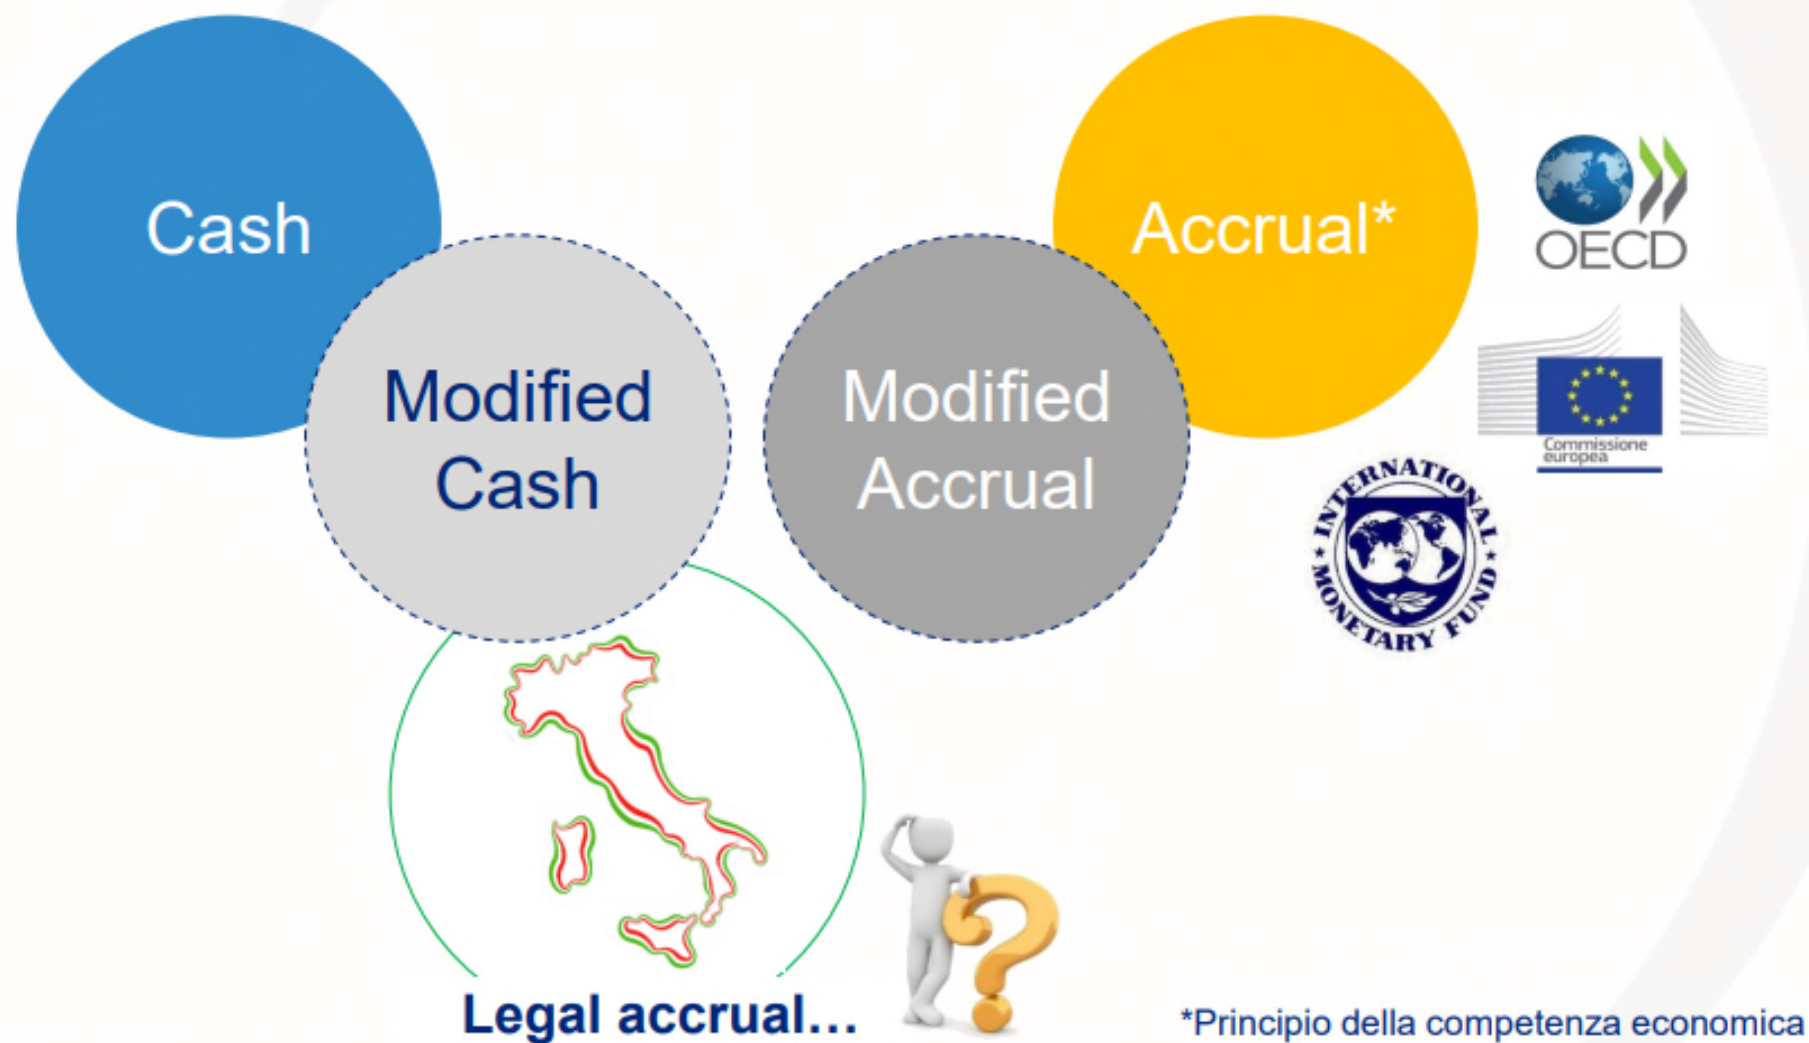 Cash
Accrual*
OECD
Modified
Cash
Modified
Accrual
Commissione
europea
INTERNATIONAL
MONETARY FUND
Legal accrual...
*Principio della competenza economica